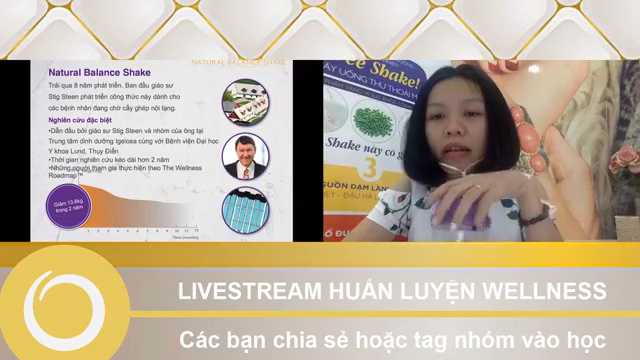 NATURAL BALANCE SHAKE
Natural Balance Shake
Trải qua 8 năm phát triển. Ban đầu giáo sư
Stig Steen phát triển công thức này dành cho
các bệnh nhân đang chờ cấy ghép nội tạng.
Nghiên cứu đặc biệt
•Dẫn đầu bởi giáo sư Stig Steen và nhóm của ông tại
Trung tâm dinh dưỡng Igelosa cùng với Bệnh viện Đại học
Y khoa Lund, Thụy Điển
•Thời gian nghiên cứu kéo dài hơn 2 năm
•Những người tham gia thực hiện theo The Wellness
Roadmap™
Giảm 13.6kg
trong 2 năm
Shake!
Shake này có
3
NGUỒN ĐẠM
LIVESTREAM HUẤN LUYỆN WELLNESS
Các bạn chia sẻ hoặc tag nhóm vào học